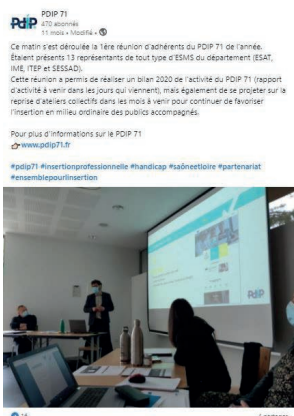 PDIP 71
PdiP
470 abonnés
11 mois • Modifié •
Ce matin s'est déroulée la 1ère réunion d'adhérents du PDIP 71 de l'année.
Étaient présents 13 représentants de tout type d'ESMS du département (ESAT,
IME, ITEP et SESSAD).
Cette réunion a permis de réaliser un bilan 2020 de l'activité du PDIP 71 (rapport
d'activité à venir dans les jours qui viennent), mais également de se projeter sur la
reprise d'ateliers collectifs dans les mois à venir pour continuer de favoriser
l'insertion en milieu ordinaire des publics accompagnés.
Pour plus d'informations sur le PDIP 71
www.pdip71.fr
#pdip71 #insertionprofessionnelle #handicap #saôneetloire #partenariat
#ensemblepourlinsertion
PdiP